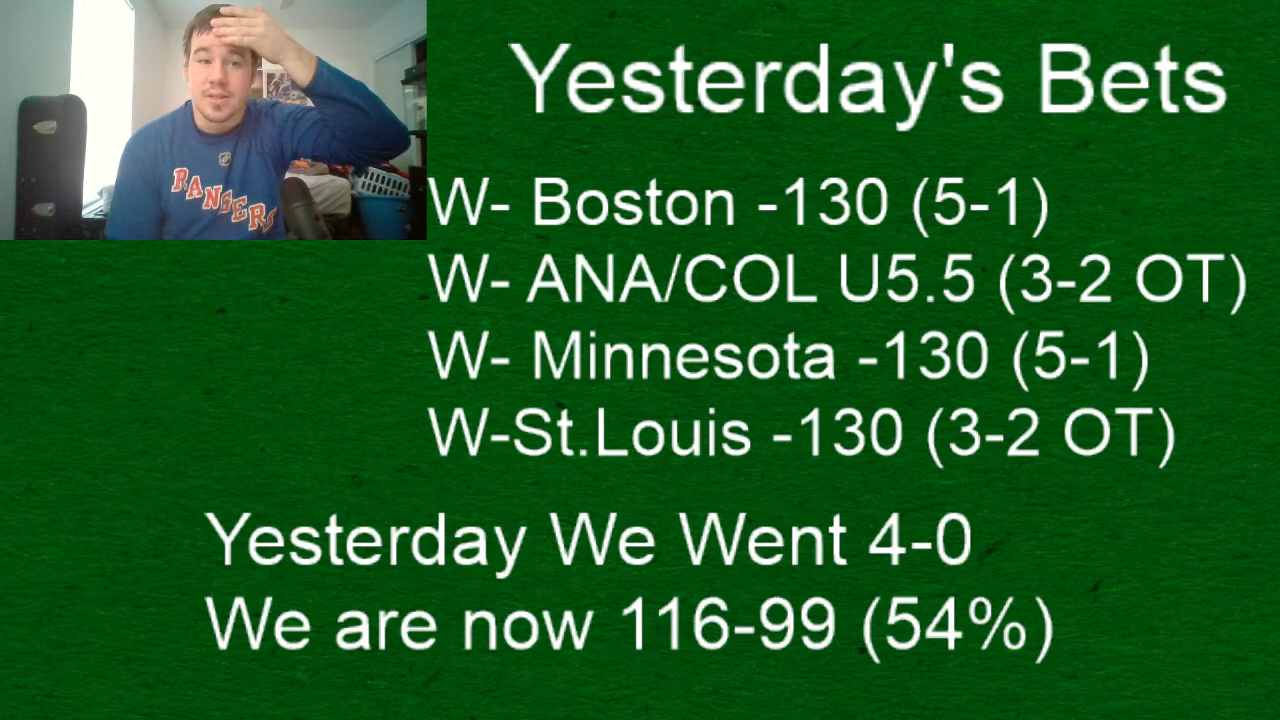 Yesterday's Bets
RANGERS
W- Boston -130 (5-1)
W- ANA/COL U5.5 (3-2 OT)
W- Minnesota -130 (5-1)
W-St.Louis -130 (3-2 OT)
Yesterday We Went 4-0
We are now 116-99 (54%)